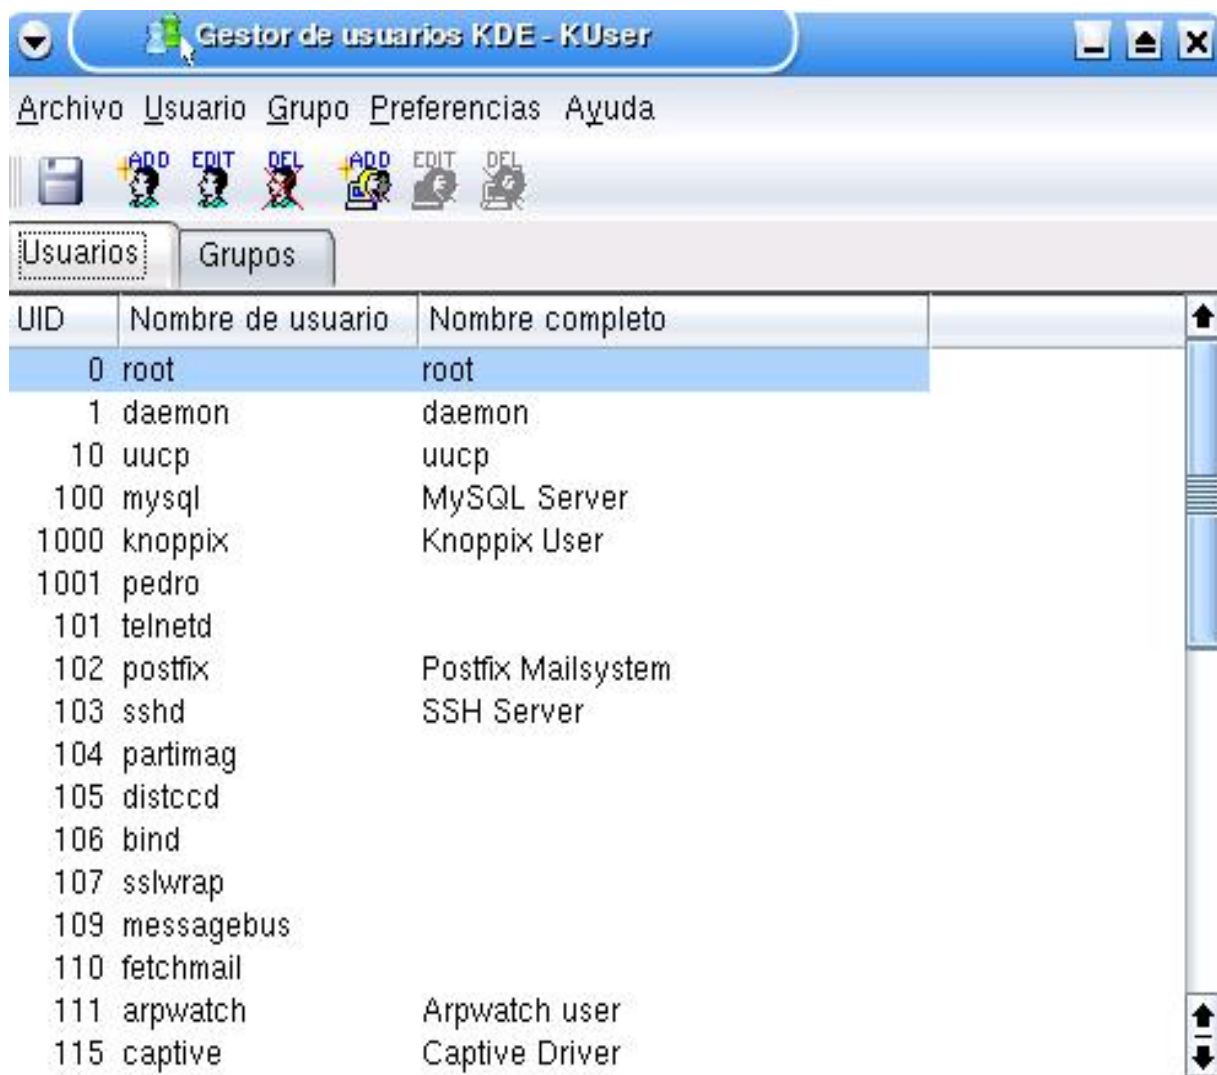 Gestor de usuarios KDE - KUser
Archivo Usuario Grupo Preferencias Ayuda
ADD EDIT DEL ADD EDIT DEL
Usuarios Grupos
UID Nombre de usuario Nombre completo
0 root root
1 daemon daemon
10 uucp uucp
100 mysql MySQL Server
1000 knoppix Knoppix User
1001 pedro
101 telnetd
102 postfix Postfix Mailsystem
103 sshd SSH Server
104 partimag
105 distccd
106 bind
107 sslwrap
109 messagebus
110 fetchmail
111 arpwatch Arpwatch user
115 captive Captive Driver